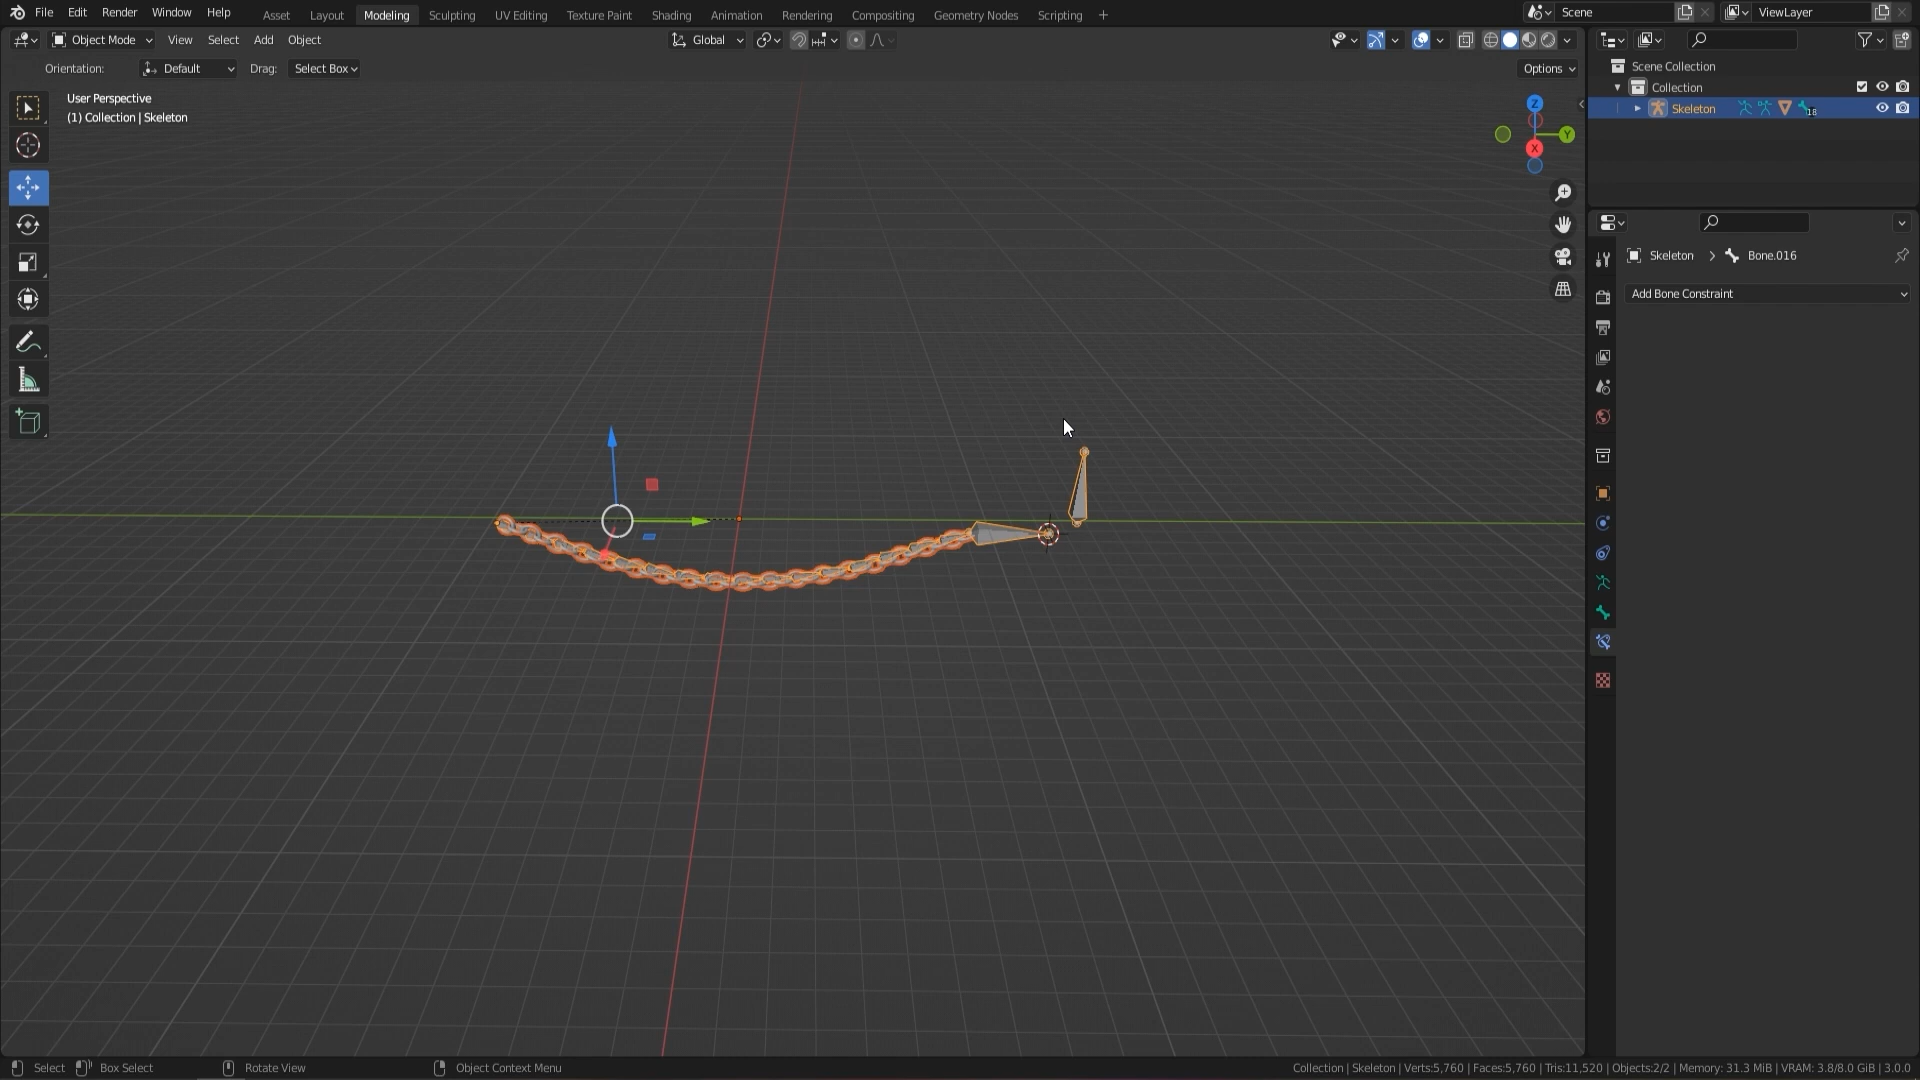 File Edit Render Window Help Asset Layout Modeling Sculpting UV Editing Texture Paint Shading Animation Rendering Compositing Geometry Nodes Scripting + Scene ViewLayer
Object Mode View Select Add Object Global
Orientation: Default Drag: Select Box Options
User Perspective
(1) Collection | Skeleton
Z
Y
X
Scene Collection
Collection
Skeleton 18
Skeleton > Bone.016
Add Bone Constraint
Select Box Select Rotate View Object Context Menu Collection | Skeleton | Verts:5,760 | Faces:5,760 | Tris:11,520 | Objects:2/2 | Memory: 31.3 MiB | VRAM: 3.8/8.0 GiB | 3.0.0